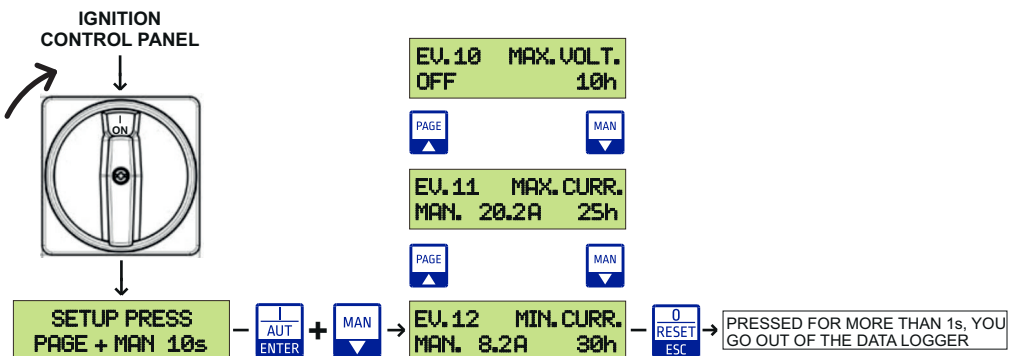 IGNITION
CONTROL PANEL
I
ON
SETUP PRESS
PAGE + MAN 10s
–
I
AUT
ENTER
+
MAN
EV.10 MAX.VOLT.
OFF 10h
PAGE
MAN
EV.11 MAX.CURR.
MAN. 20.2A 25h
PAGE
MAN
EV.12 MIN.CURR.
MAN. 8.2A 30h
–
0
RESET
ESC
PRESSED FOR MORE THAN 1s, YOU
GO OUT OF THE DATA LOGGER